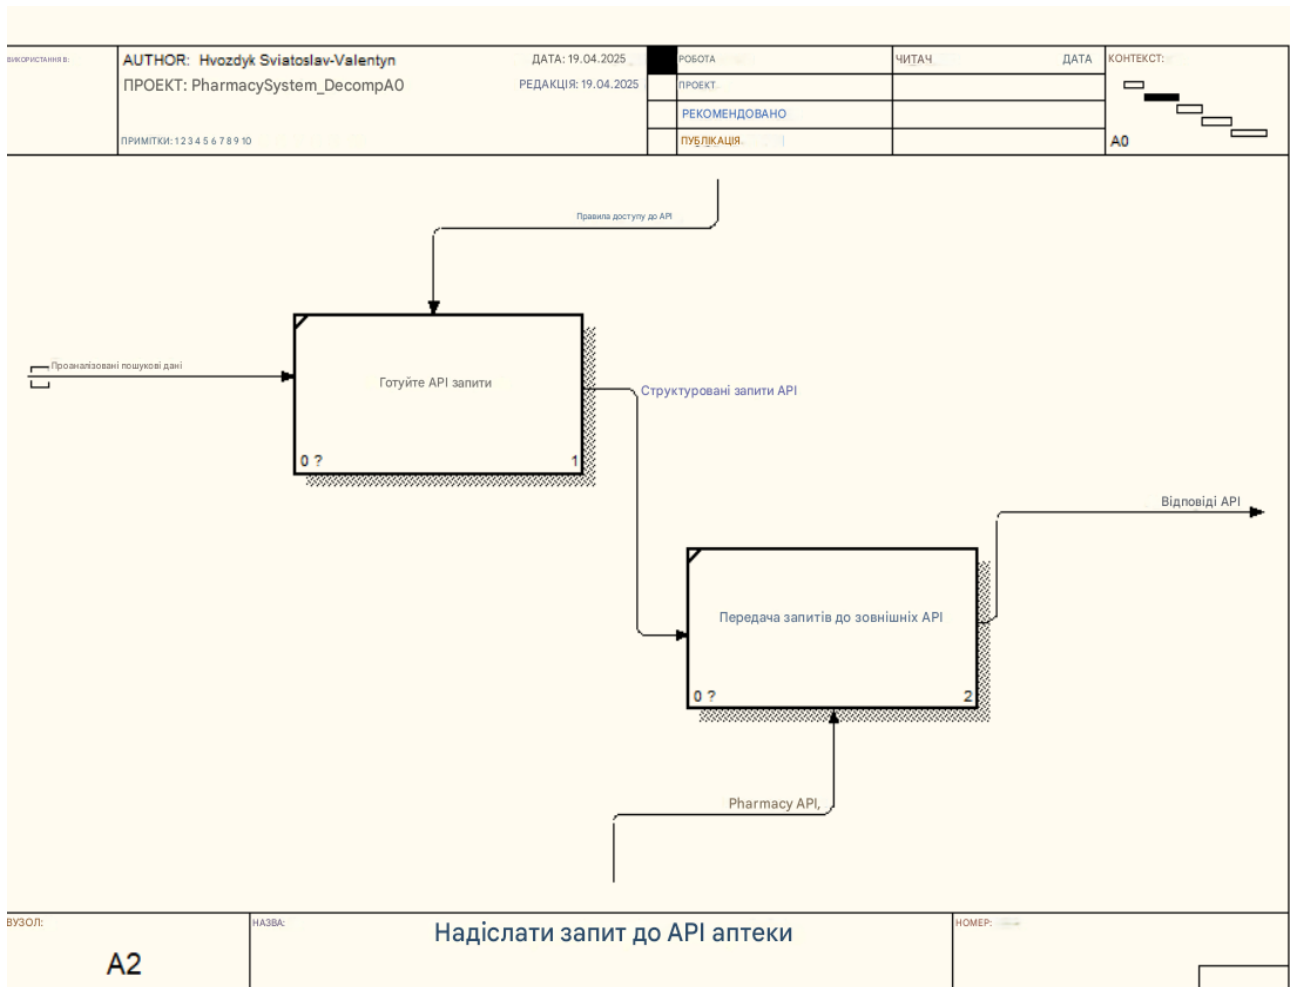 ВИКОРИСТАННЯ В:
AUTHOR: Hvozdyk Sviatoslav-Valentyn
ДАТА: 19.04.2025
РОБОТА
ЧИТАЧ
ДАТА
КОНТЕКСТ:
ПРОЕКТ: PharmacySystem_DecompA0
РЕДАКЦІЯ: 19.04.2025
ПРОЕКТ
РЕКОМЕНДОВАНО
ПРИМІТКИ: 1 2 3 4 5 6 7 8 9 10
ПУБЛІКАЦІЯ
A0
Правила доступу до API
Проаналізовані пошукові дані
Готуйте API запити
0 ?
1
Структуровані запити API
Відповіді API
Передача запитів до зовнішніх API
0 ?
2
Pharmacy API,
ВУЗОЛ:
A2
НАЗВА:
Надіслати запит до API аптеки
НОМЕР: